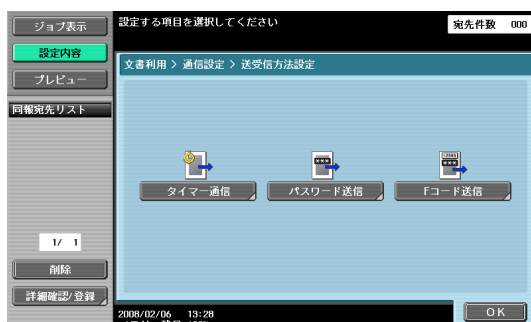 ジョブ表示
設定する項目を選択してください
宛先件数 000
設定内容
文書利用 > 通信設定 > 送受信方法設定
プレビュー
同報宛先リスト
タイマー通信
パスワード送信
Fコード送信
1/ 1
削除
詳細確認/登録
2008/02/06 13:28
OK